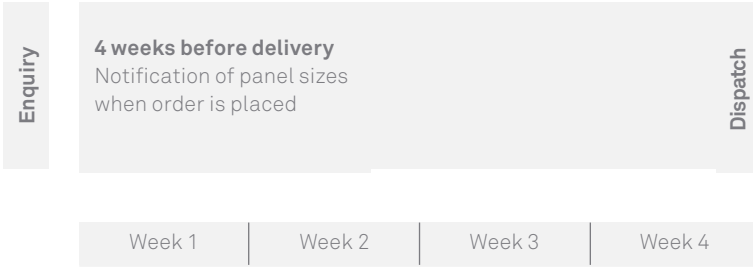 Enquiry
4 weeks before delivery
Notification of panel sizes
when order is placed
Dispatch
Week 1
Week 2
Week 3
Week 4